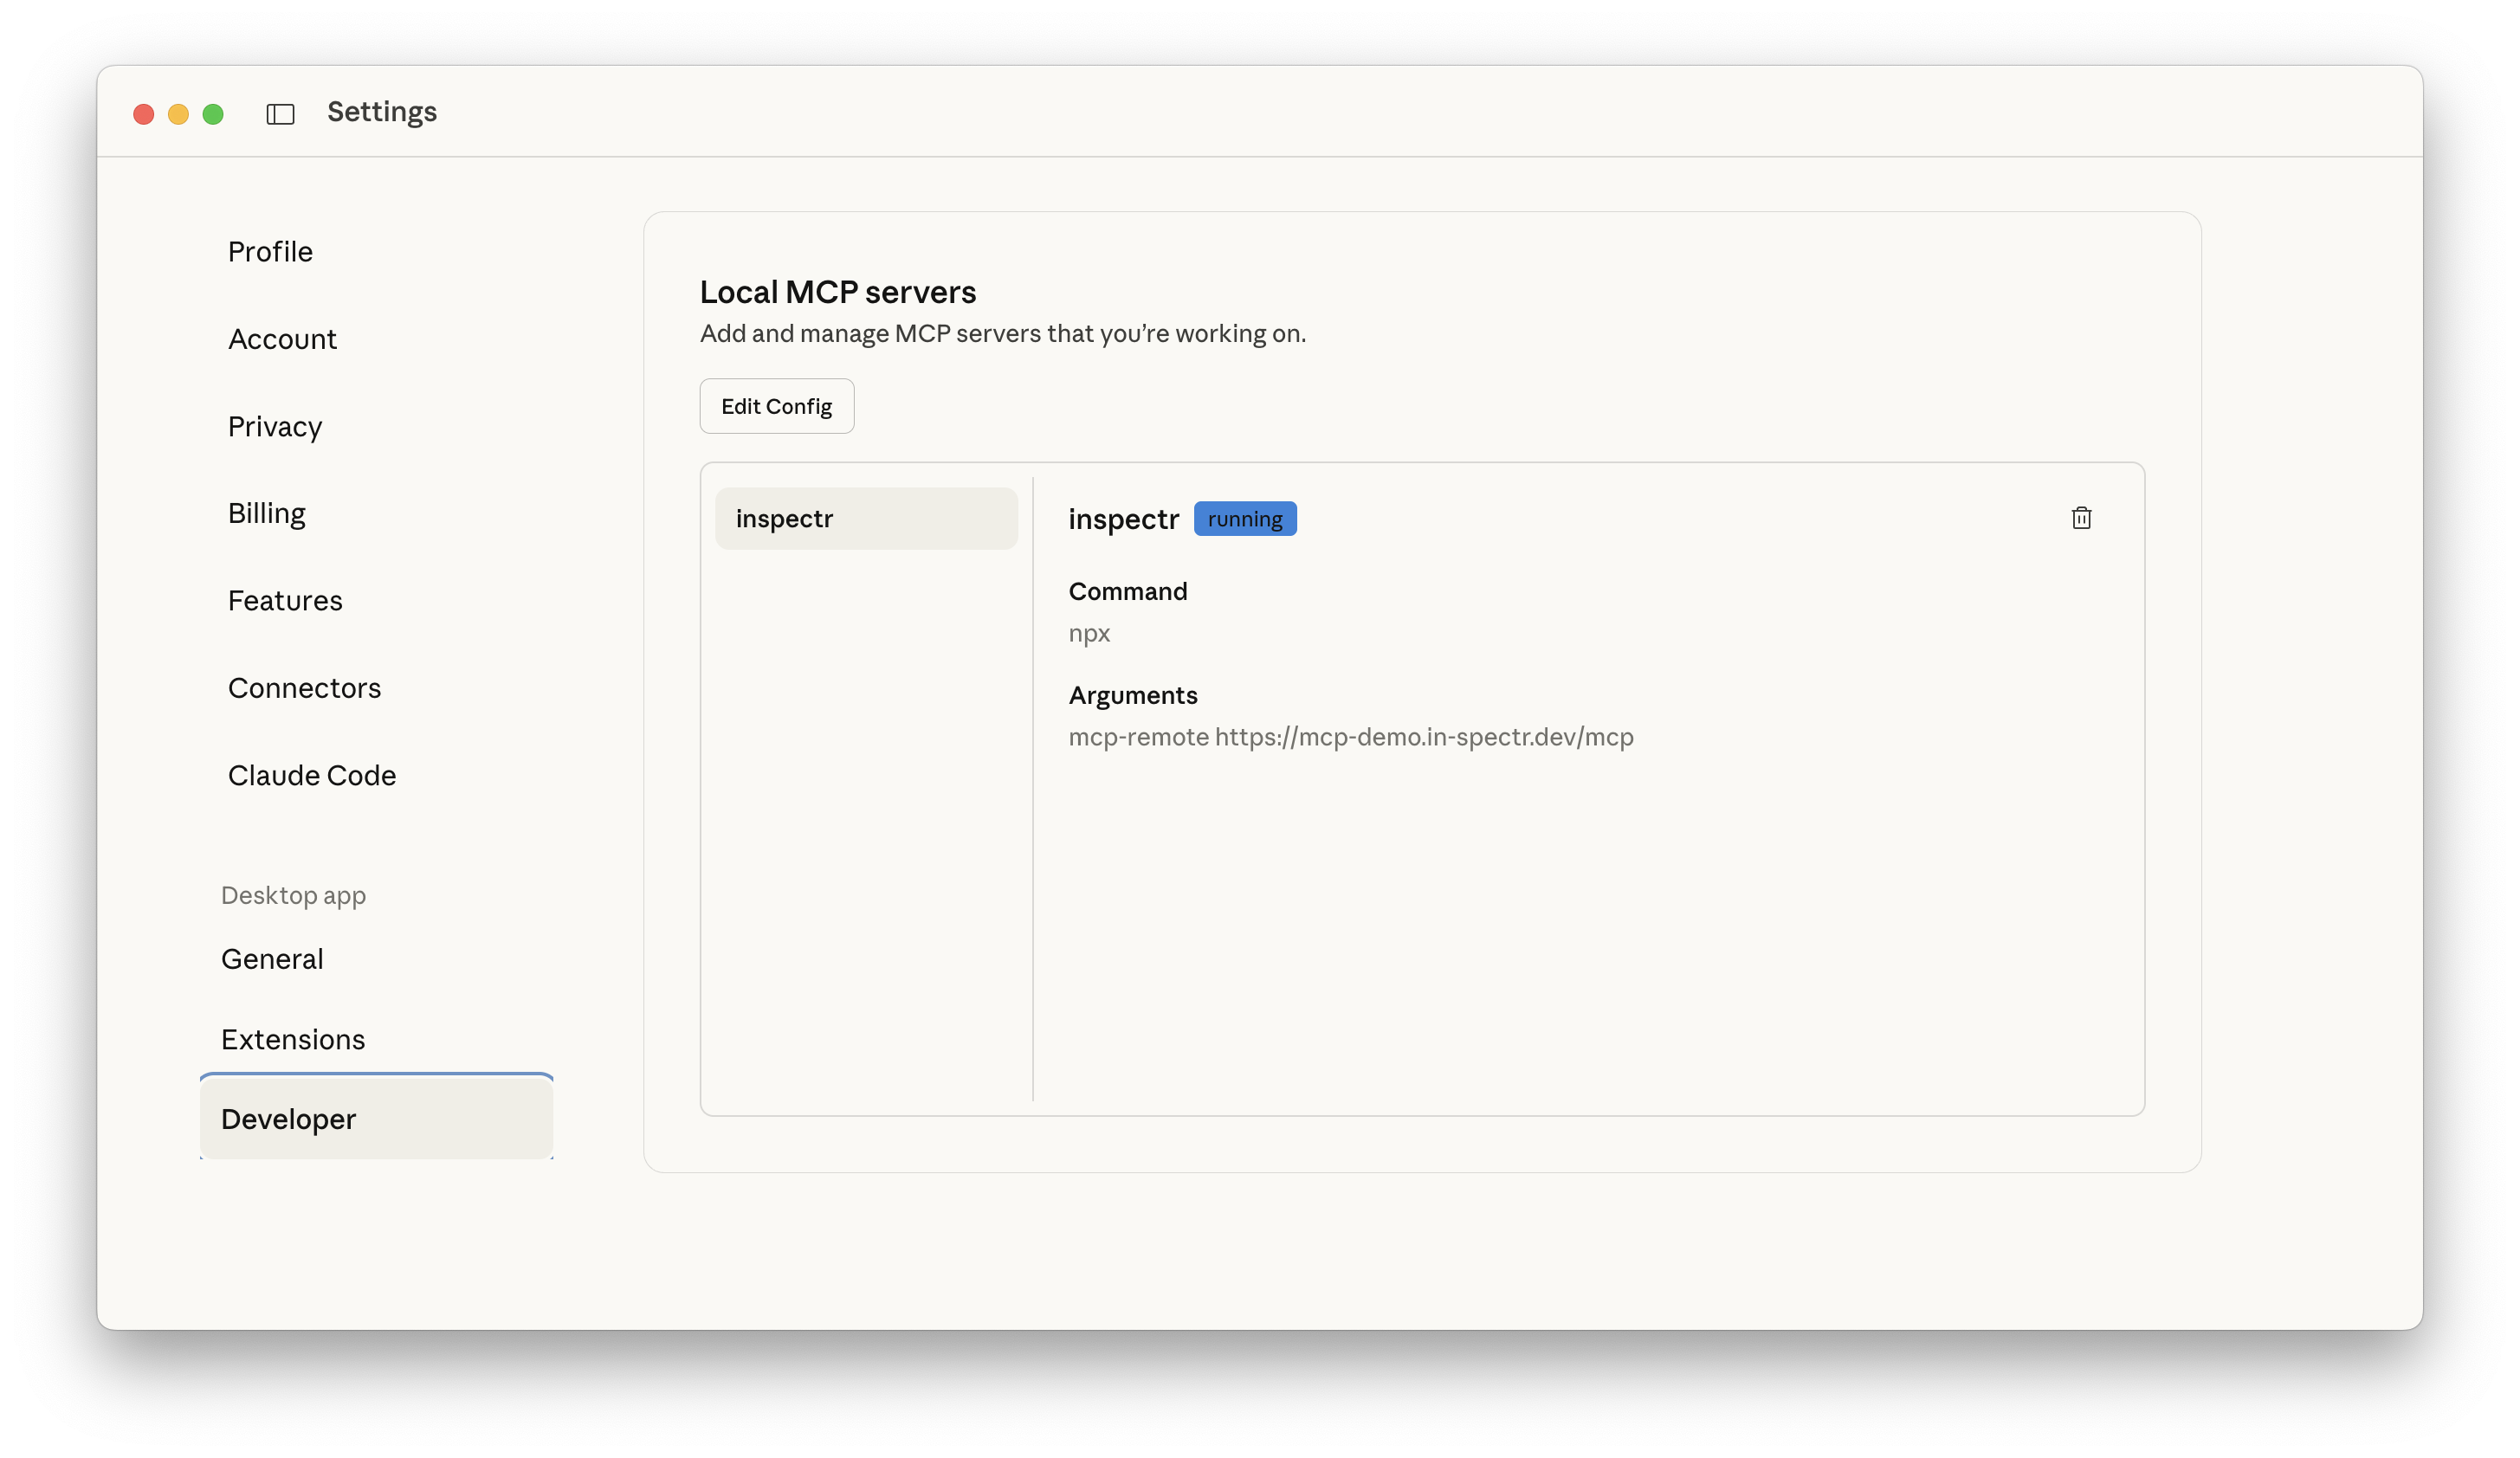 Settings
Profile
Account
Privacy
Billing
Features
Connectors
Claude Code
Desktop app
General
Extensions
Developer
Local MCP servers
Add and manage MCP servers that you’re working on.
Edit Config
inspectr
inspectr running
Command
npx
Arguments
mcp-remote https://mcp-demo.in-spectr.dev/mcp